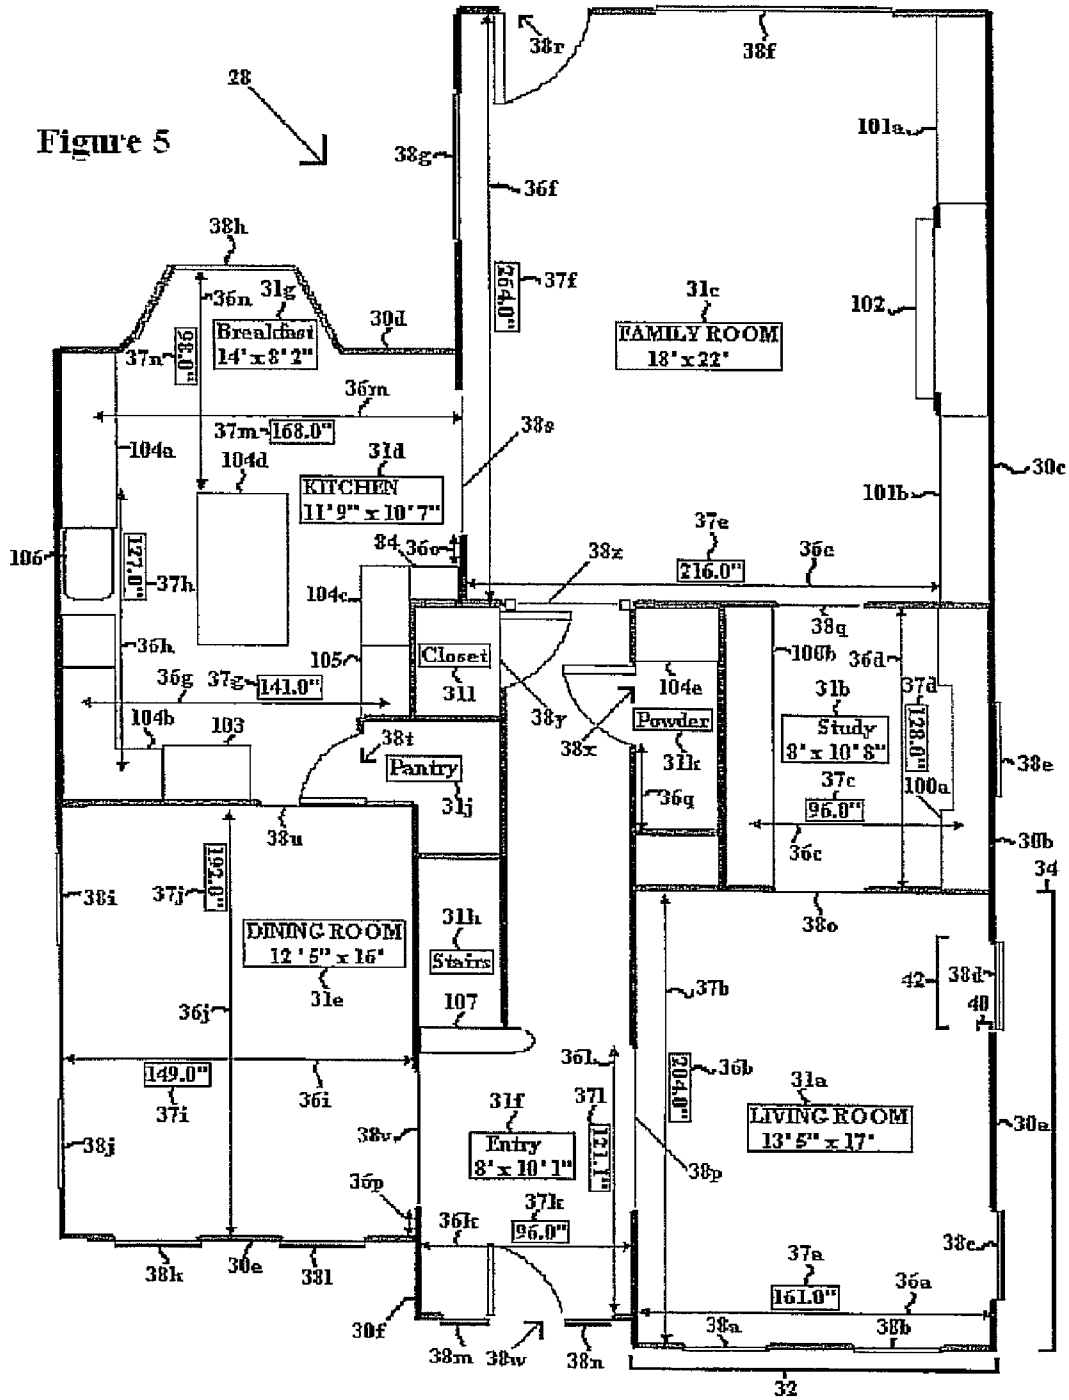 38r
38f
28
Figure 5
101a
38g
36f
38h
36n
31g
Breakfast
14' x 8' 2"
30d
37n
98.0"
264.0"
37f
31c
FAMILY ROOM
18' x 22'
102
36m
37m
168.0"
38s
104a
104d
31d
KITCHEN
11' 9" x 10' 7"
30c
101b
37e
216.0"
36e
84
36o
38z
106
127.0"
37h
104c
38q
36h
36g
37g
141.0"
105
Closet
31l
104e
100b
36d
31b
Study
8' x 10' 8"
37d
128.0"
38y
38x
Powder
31k
38e
104b
103
38t
Pantry
31j
36q
37c
96.0"
36c
100a
30b
38u
34
38i
37j
192.0"
DINING ROOM
12' 5" x 16'
31e
31h
Stairs
38o
42
38d
40
107
36j
37b
36l
204.0"
36b
149.0"
37i
36i
31f
Entry
8' x 10' 1"
37l
121.1"
31a
LIVING ROOM
13' 5" x 17'
30a
38j
38v
38p
36p
36k
37k
96.0"
38c
37a
161.0"
36a
38k
30e
38l
30f
38m
38w
38n
38a
38b
32